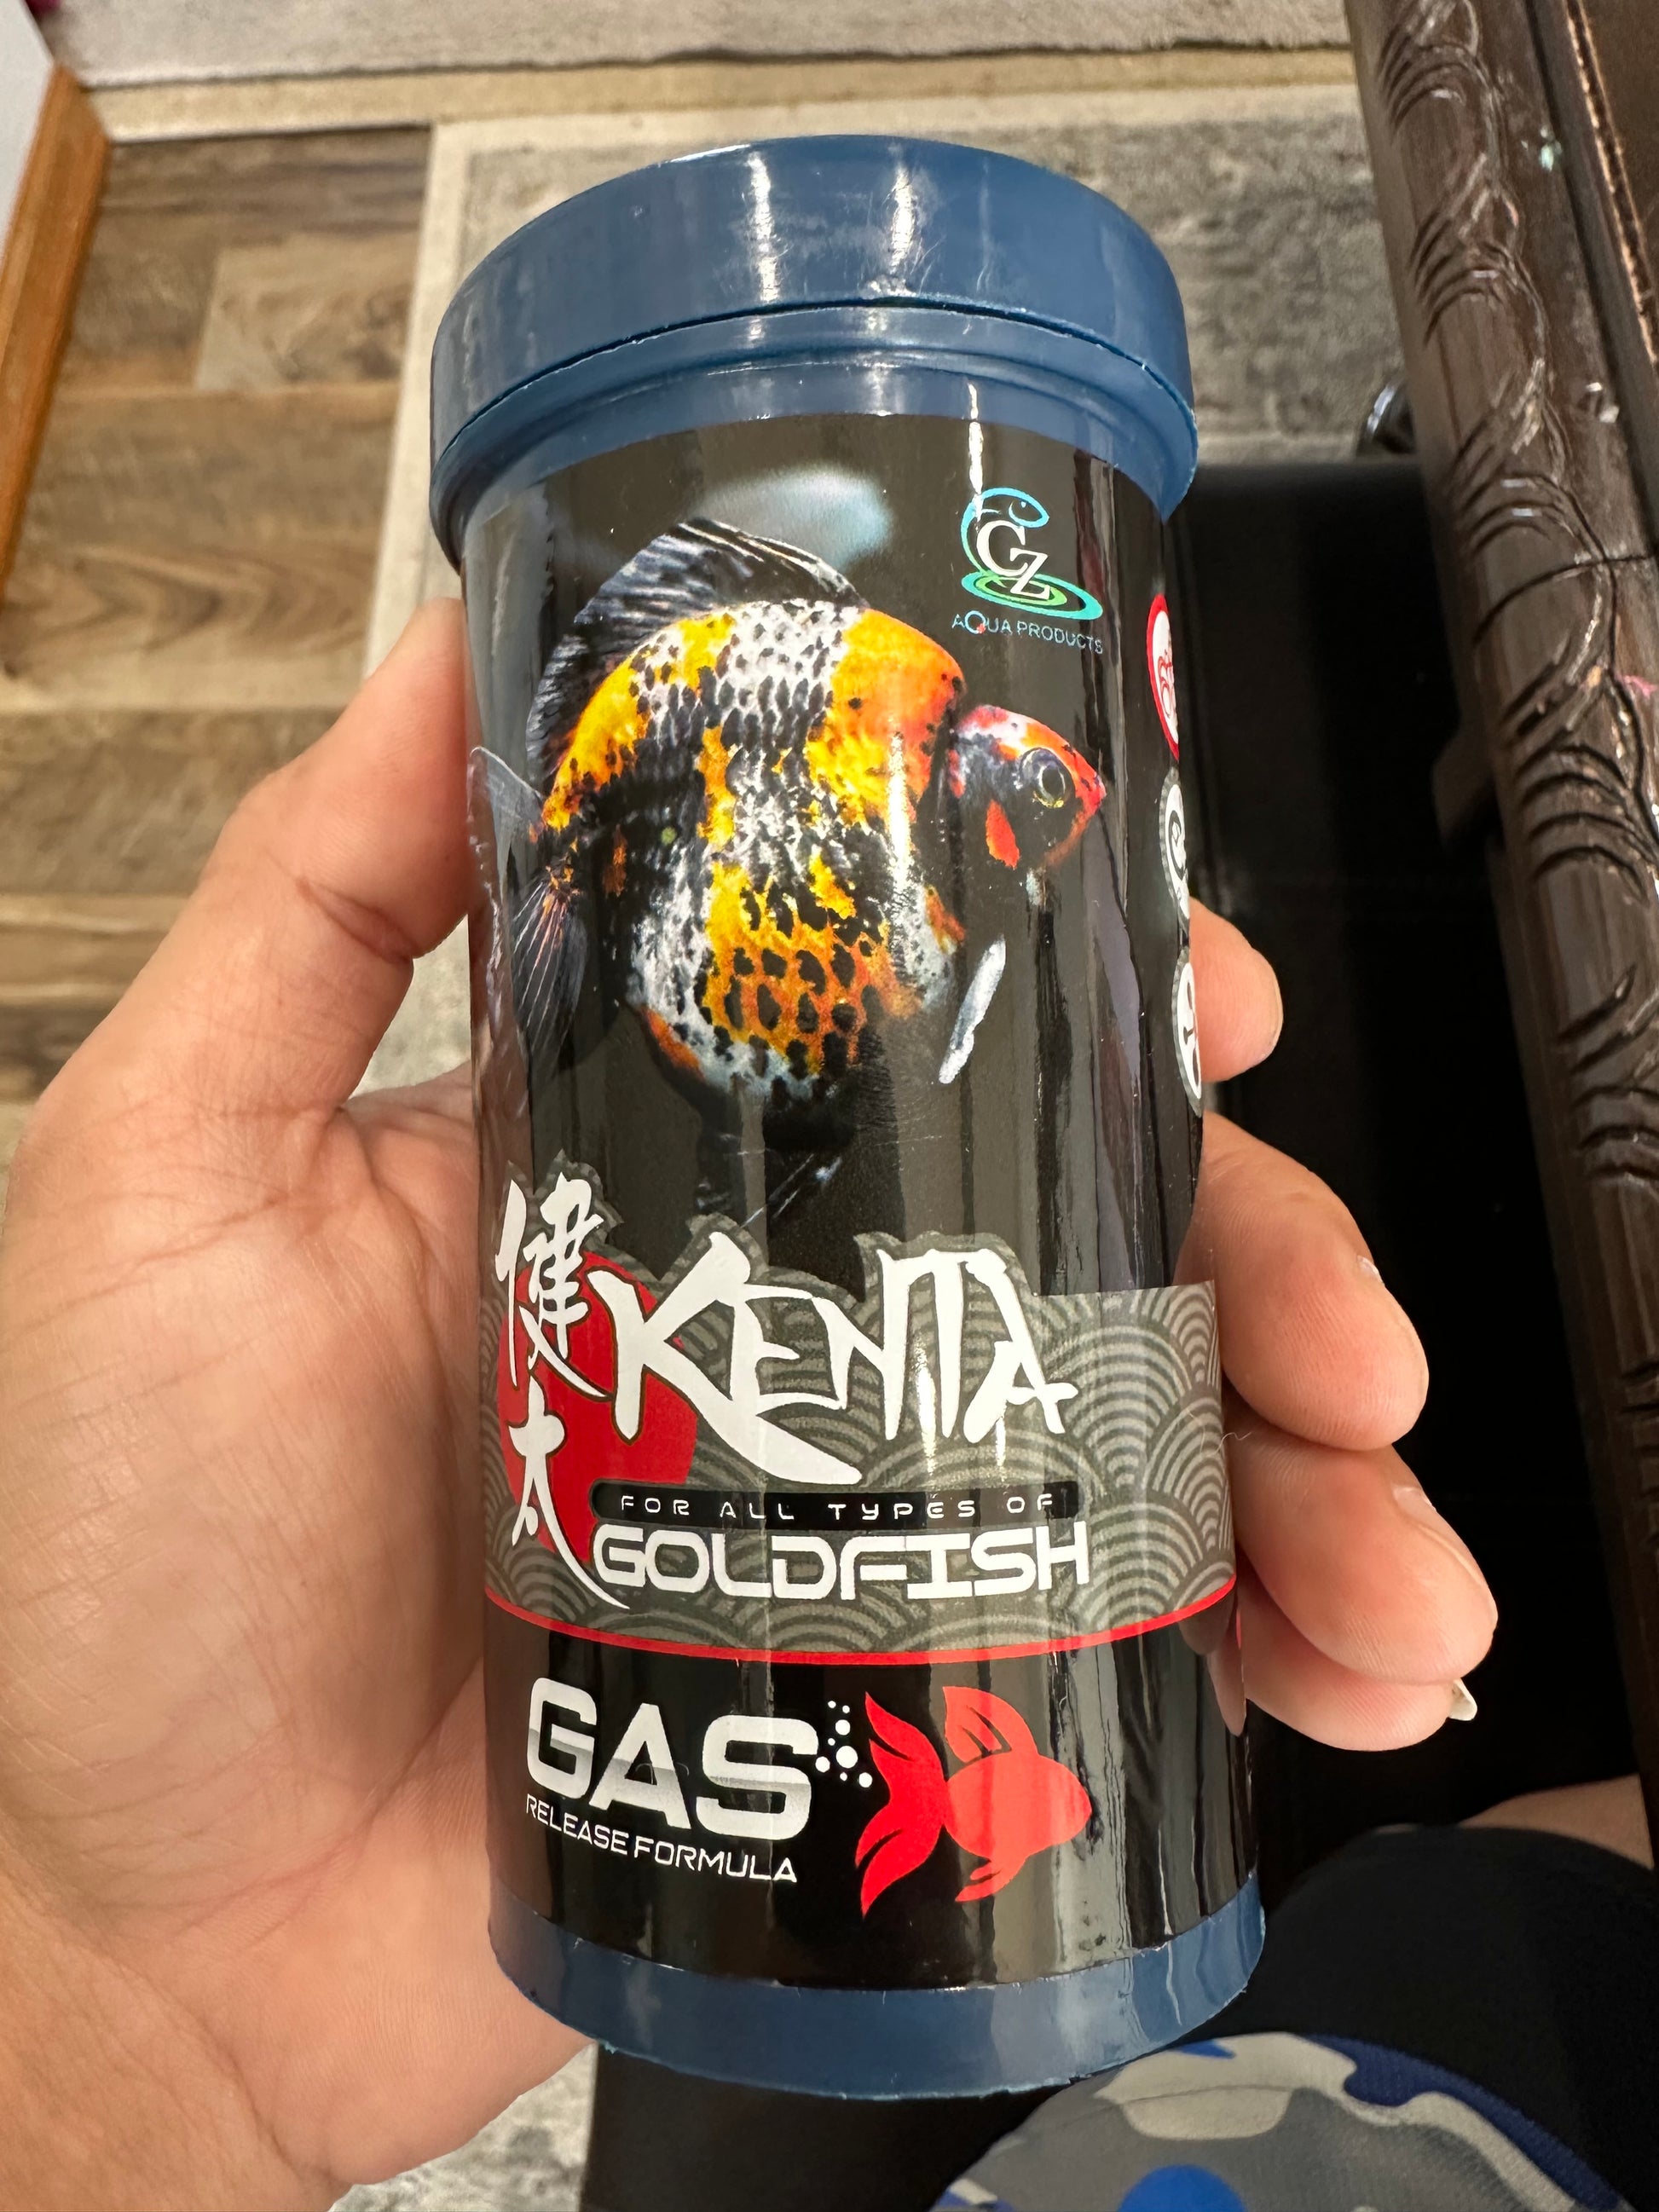 CZ
AQUA PRODUCTS
健太
KENTA
FOR ALL TYPES OF
GOLDFISH
GAS
RELEASE FORMULA